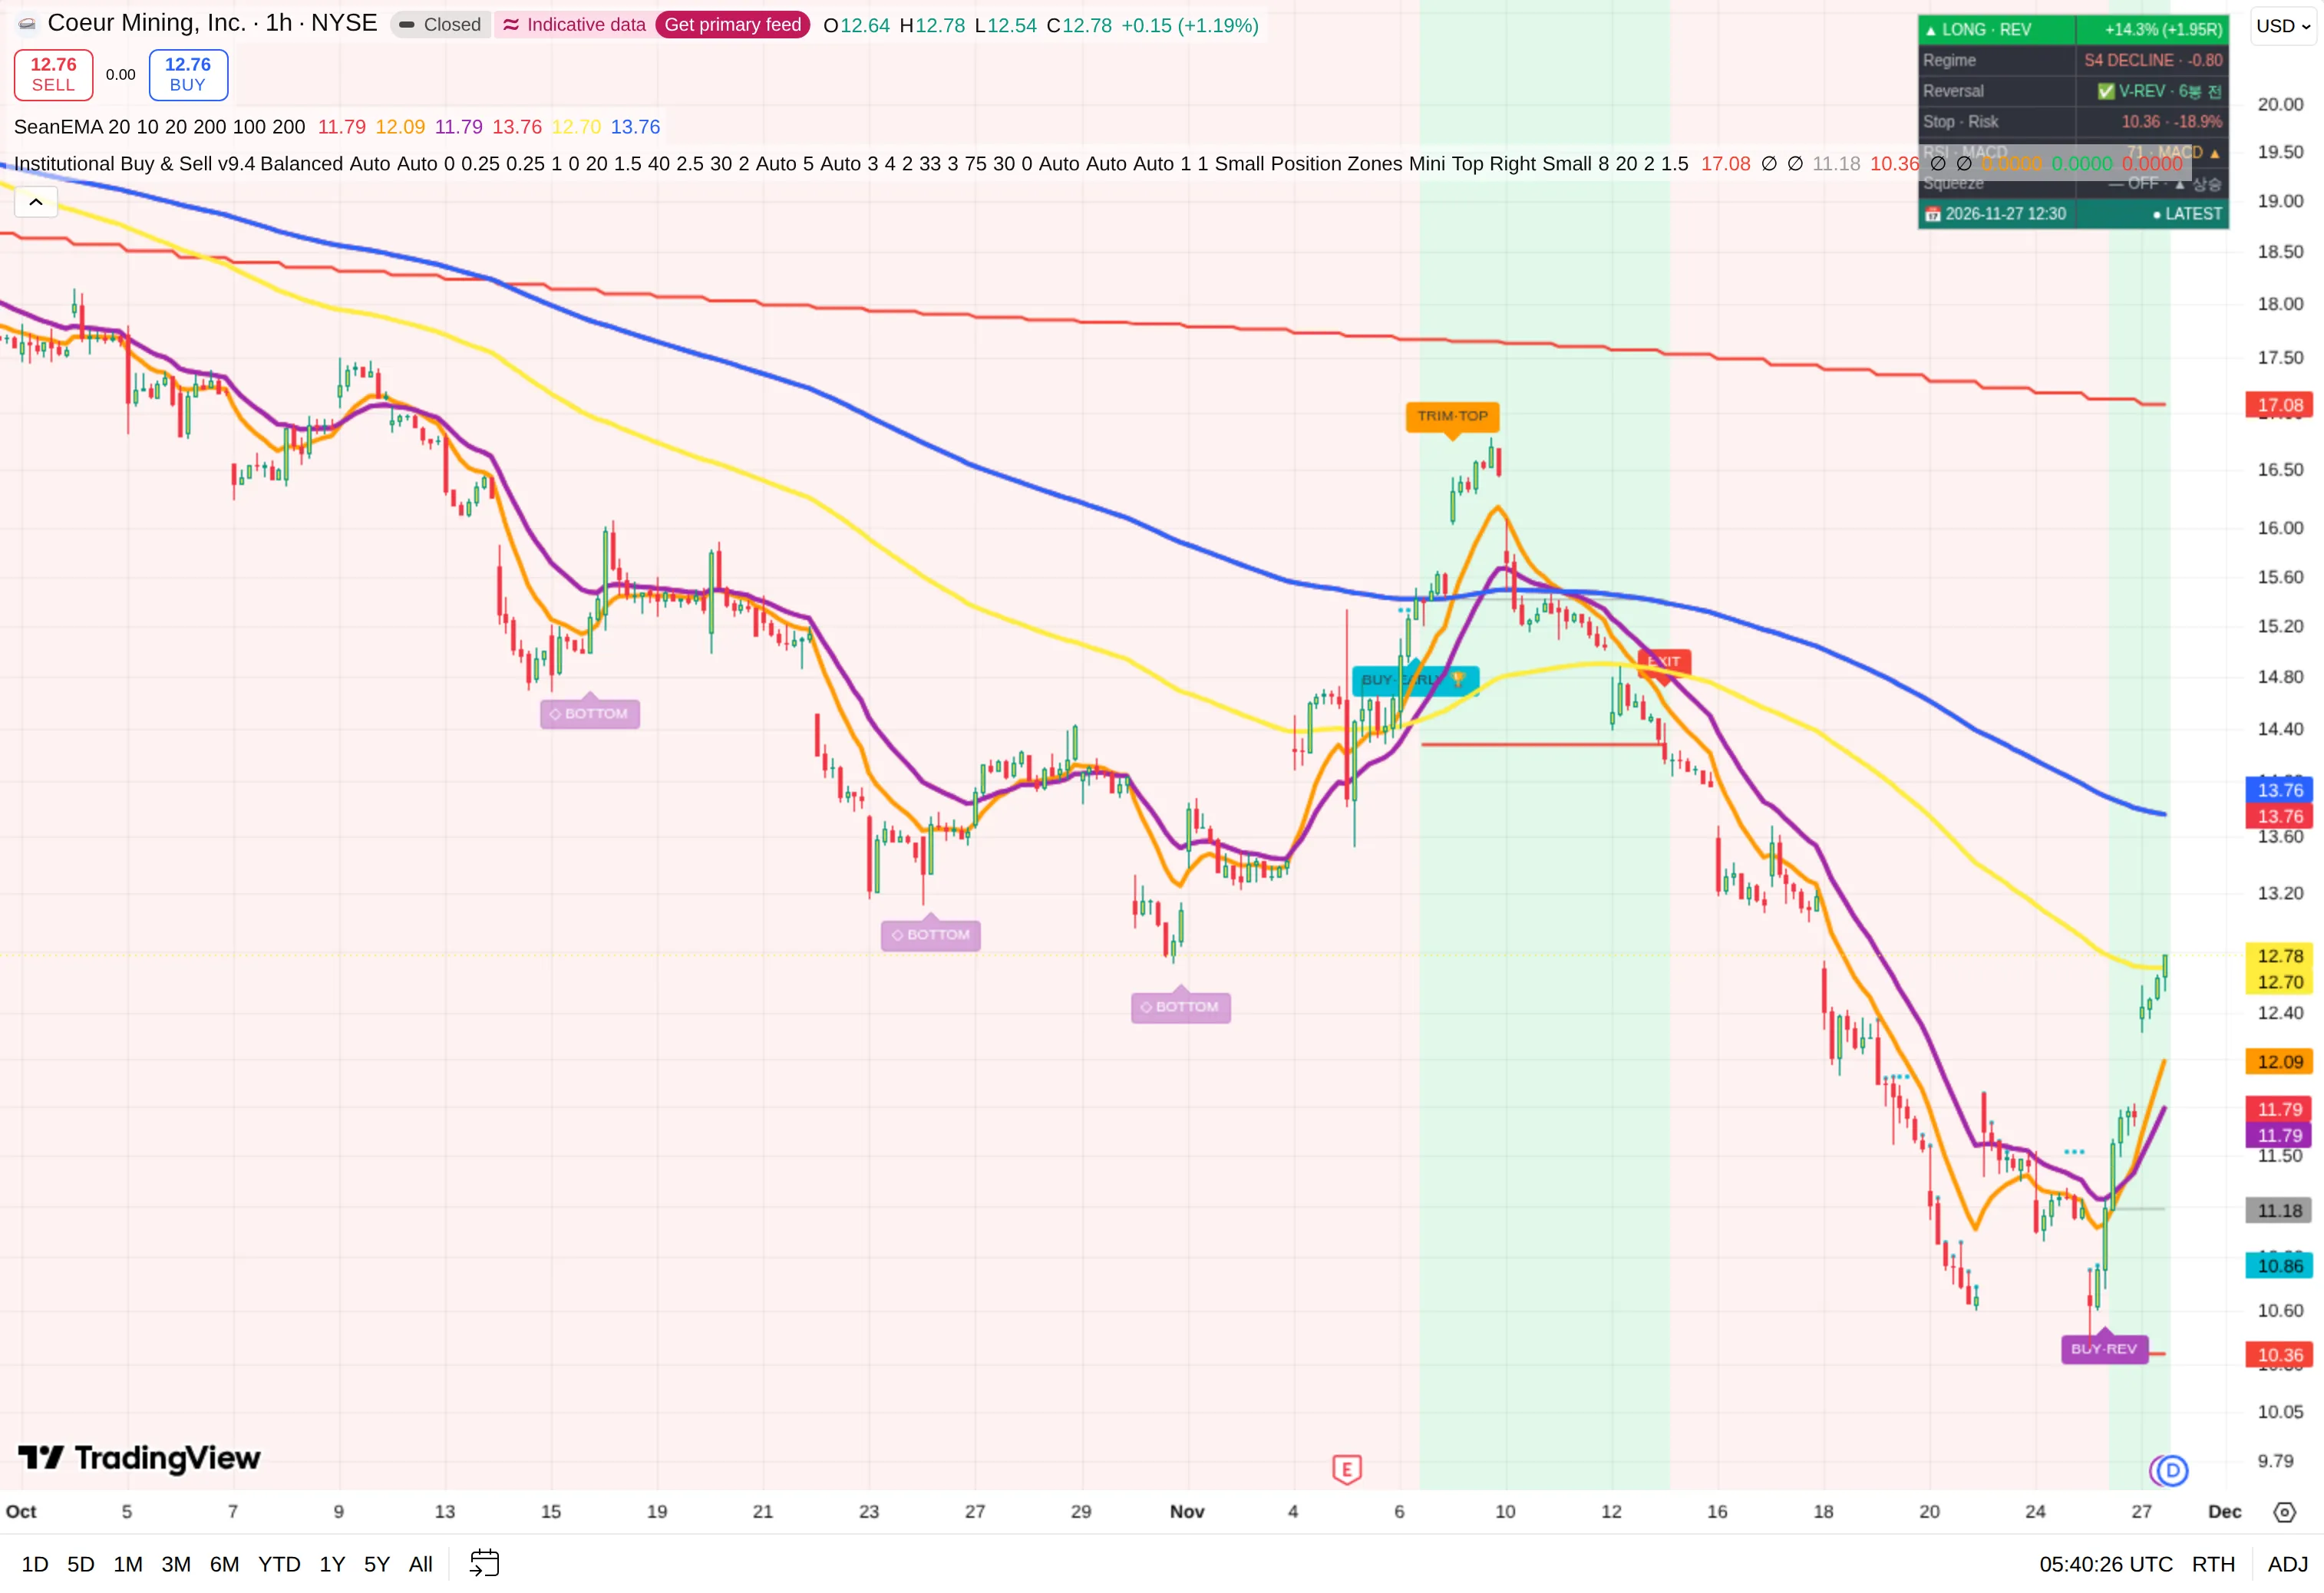 Coeur Mining, Inc. · 1h · NYSE Closed Indicative data Get primary feed O12.64 H12.78 L12.54 C12.78 +0.15 (+1.19%)
12.76 SELL 0.00 12.76 BUY
SeanEMA 20 10 20 200 100 200 11.79 12.09 11.79 13.76 12.70 13.76
Institutional Buy & Sell v9.4 Balanced Auto Auto 0 0.25 0.25 1 0 20 1.5 40 2.5 30 2 Auto 5 Auto 3 4 2 33 3 75 30 0 Auto Auto Auto 1 1 Small Position Zones Mini Top Right Small 8 20 2 1.5 17.08 ∅ ∅ 11.18 10.36 ∅ ∅ 0.0000 0.0000 0.0000
▲ LONG · REV +14.3% (+1.95R)
Regime S4 DECLINE · -0.80
Reversal ✅ V-REV · 6봉 전
Stop · Risk 10.36 · -18.9%
RSI · MACD 71 · MACD ▲
Squeeze — OFF · ▲ 상승
📅 2026-11-27 12:30 ● LATEST
USD
20.00
19.50
19.00
18.50
18.00
17.50
17.08
16.50
16.00
15.60
15.20
14.80
14.40
13.76
13.76
13.60
13.20
12.78
12.70
12.40
12.09
11.79
11.79
11.50
11.18
10.86
10.60
10.36
10.05
9.79
TRIM-TOP
BUY-EARLY 🏆
EXIT
◇ BOTTOM
◇ BOTTOM
◇ BOTTOM
BUY-REV
TradingView
E
D
Oct 5 7 9 13 15 19 21 23 27 29 Nov 4 6 10 12 16 18 20 24 27 Dec
1D 5D 1M 3M 6M YTD 1Y 5Y All 05:40:26 UTC RTH ADJ